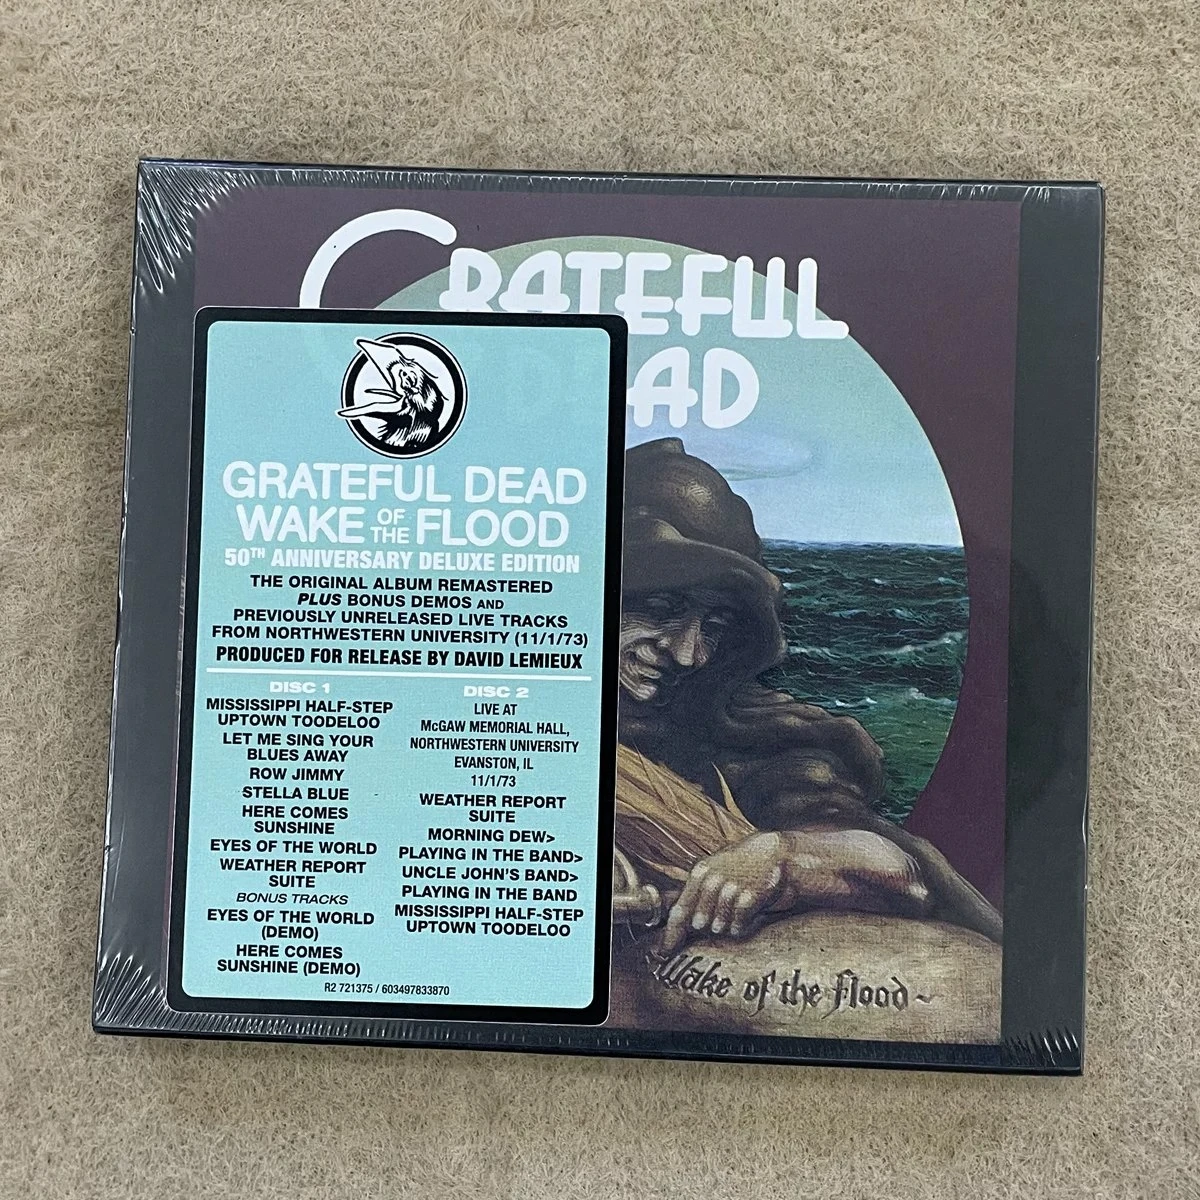 GRATEFUL
AD
GRATEFUL DEAD
WAKE OF THE FLOOD
50TH ANNIVERSARY DELUXE EDITION
THE ORIGINAL ALBUM REMASTERED
PLUS BONUS DEMOS AND
PREVIOUSLY UNRELEASED LIVE TRACKS
FROM NORTHWESTERN UNIVERSITY (11/1/73)
PRODUCED FOR RELEASE BY DAVID LEMIEUX
DISC 1
MISSISSIPPI HALF-STEP
UPTOWN TOODELOO
LET ME SING YOUR
BLUES AWAY
ROW JIMMY
STELLA BLUE
HERE COMES
SUNSHINE
EYES OF THE WORLD
WEATHER REPORT
SUITE
BONUS TRACKS
EYES OF THE WORLD
(DEMO)
HERE COMES
SUNSHINE (DEMO)
DISC 2
LIVE AT
McGAW MEMORIAL HALL,
NORTHWESTERN UNIVERSITY
EVANSTON, IL
11/1/73
WEATHER REPORT
SUITE
MORNING DEW>
PLAYING IN THE BAND>
UNCLE JOHN'S BAND>
PLAYING IN THE BAND
MISSISSIPPI HALF-STEP
UPTOWN TOODELOO
R2 721375 / 603497833870
Wake of the Flood~